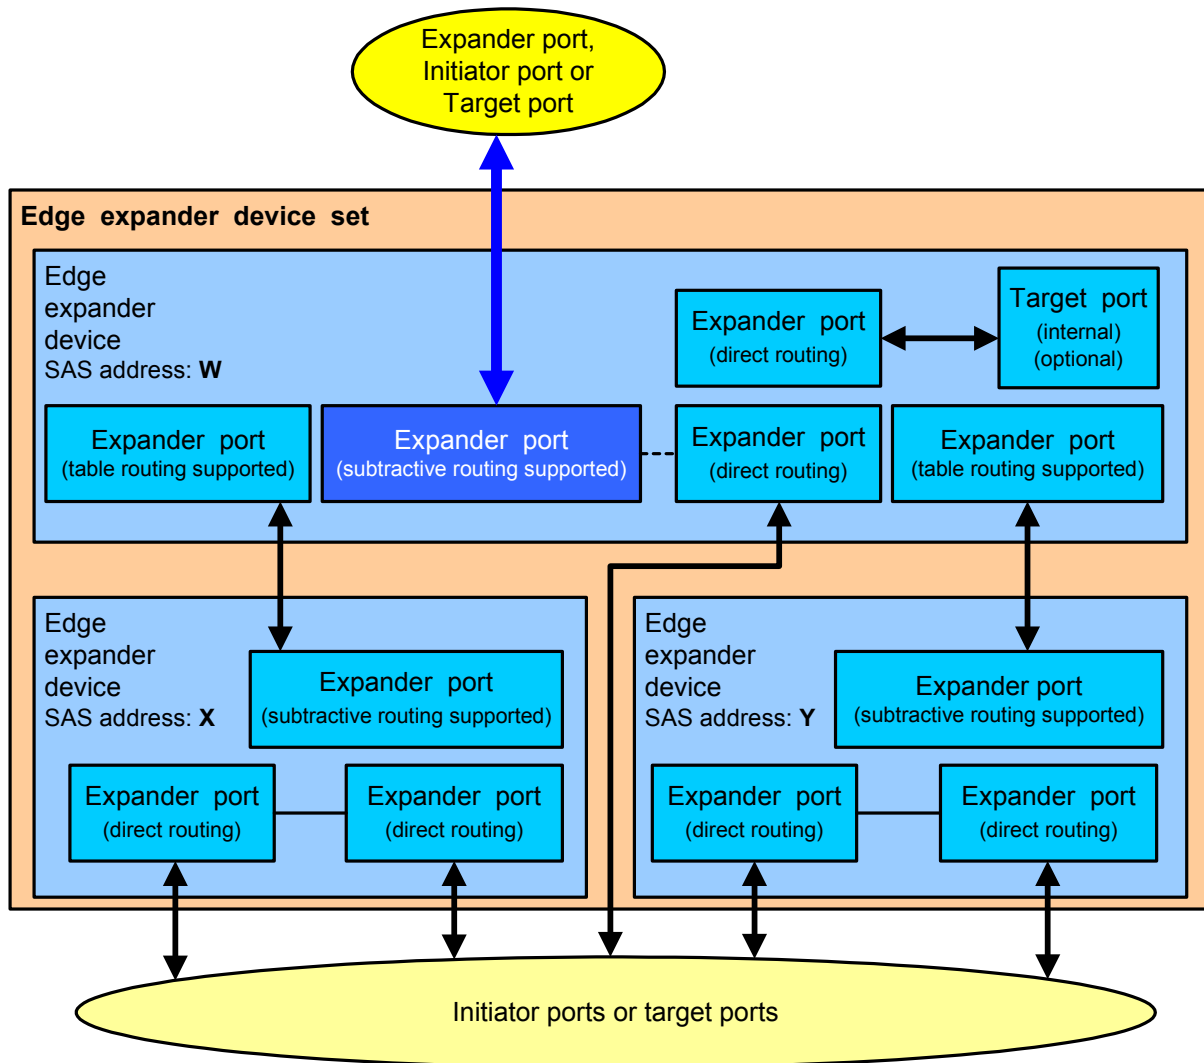 Expander port,
Initiator port or
Target port
Edge expander device set
Edge
expander
device
SAS address: W
Expander port
(direct routing)
Target port
(internal)
(optional)
Expander port
(table routing supported)
Expander port
(subtractive routing supported)
Expander port
(direct routing)
Expander port
(table routing supported)
Edge
expander
device
SAS address: X
Expander port
(subtractive routing supported)
Expander port
(direct routing)
Expander port
(direct routing)
Edge
expander
device
SAS address: Y
Expander port
(subtractive routing supported)
Expander port
(direct routing)
Expander port
(direct routing)
Initiator ports or target ports